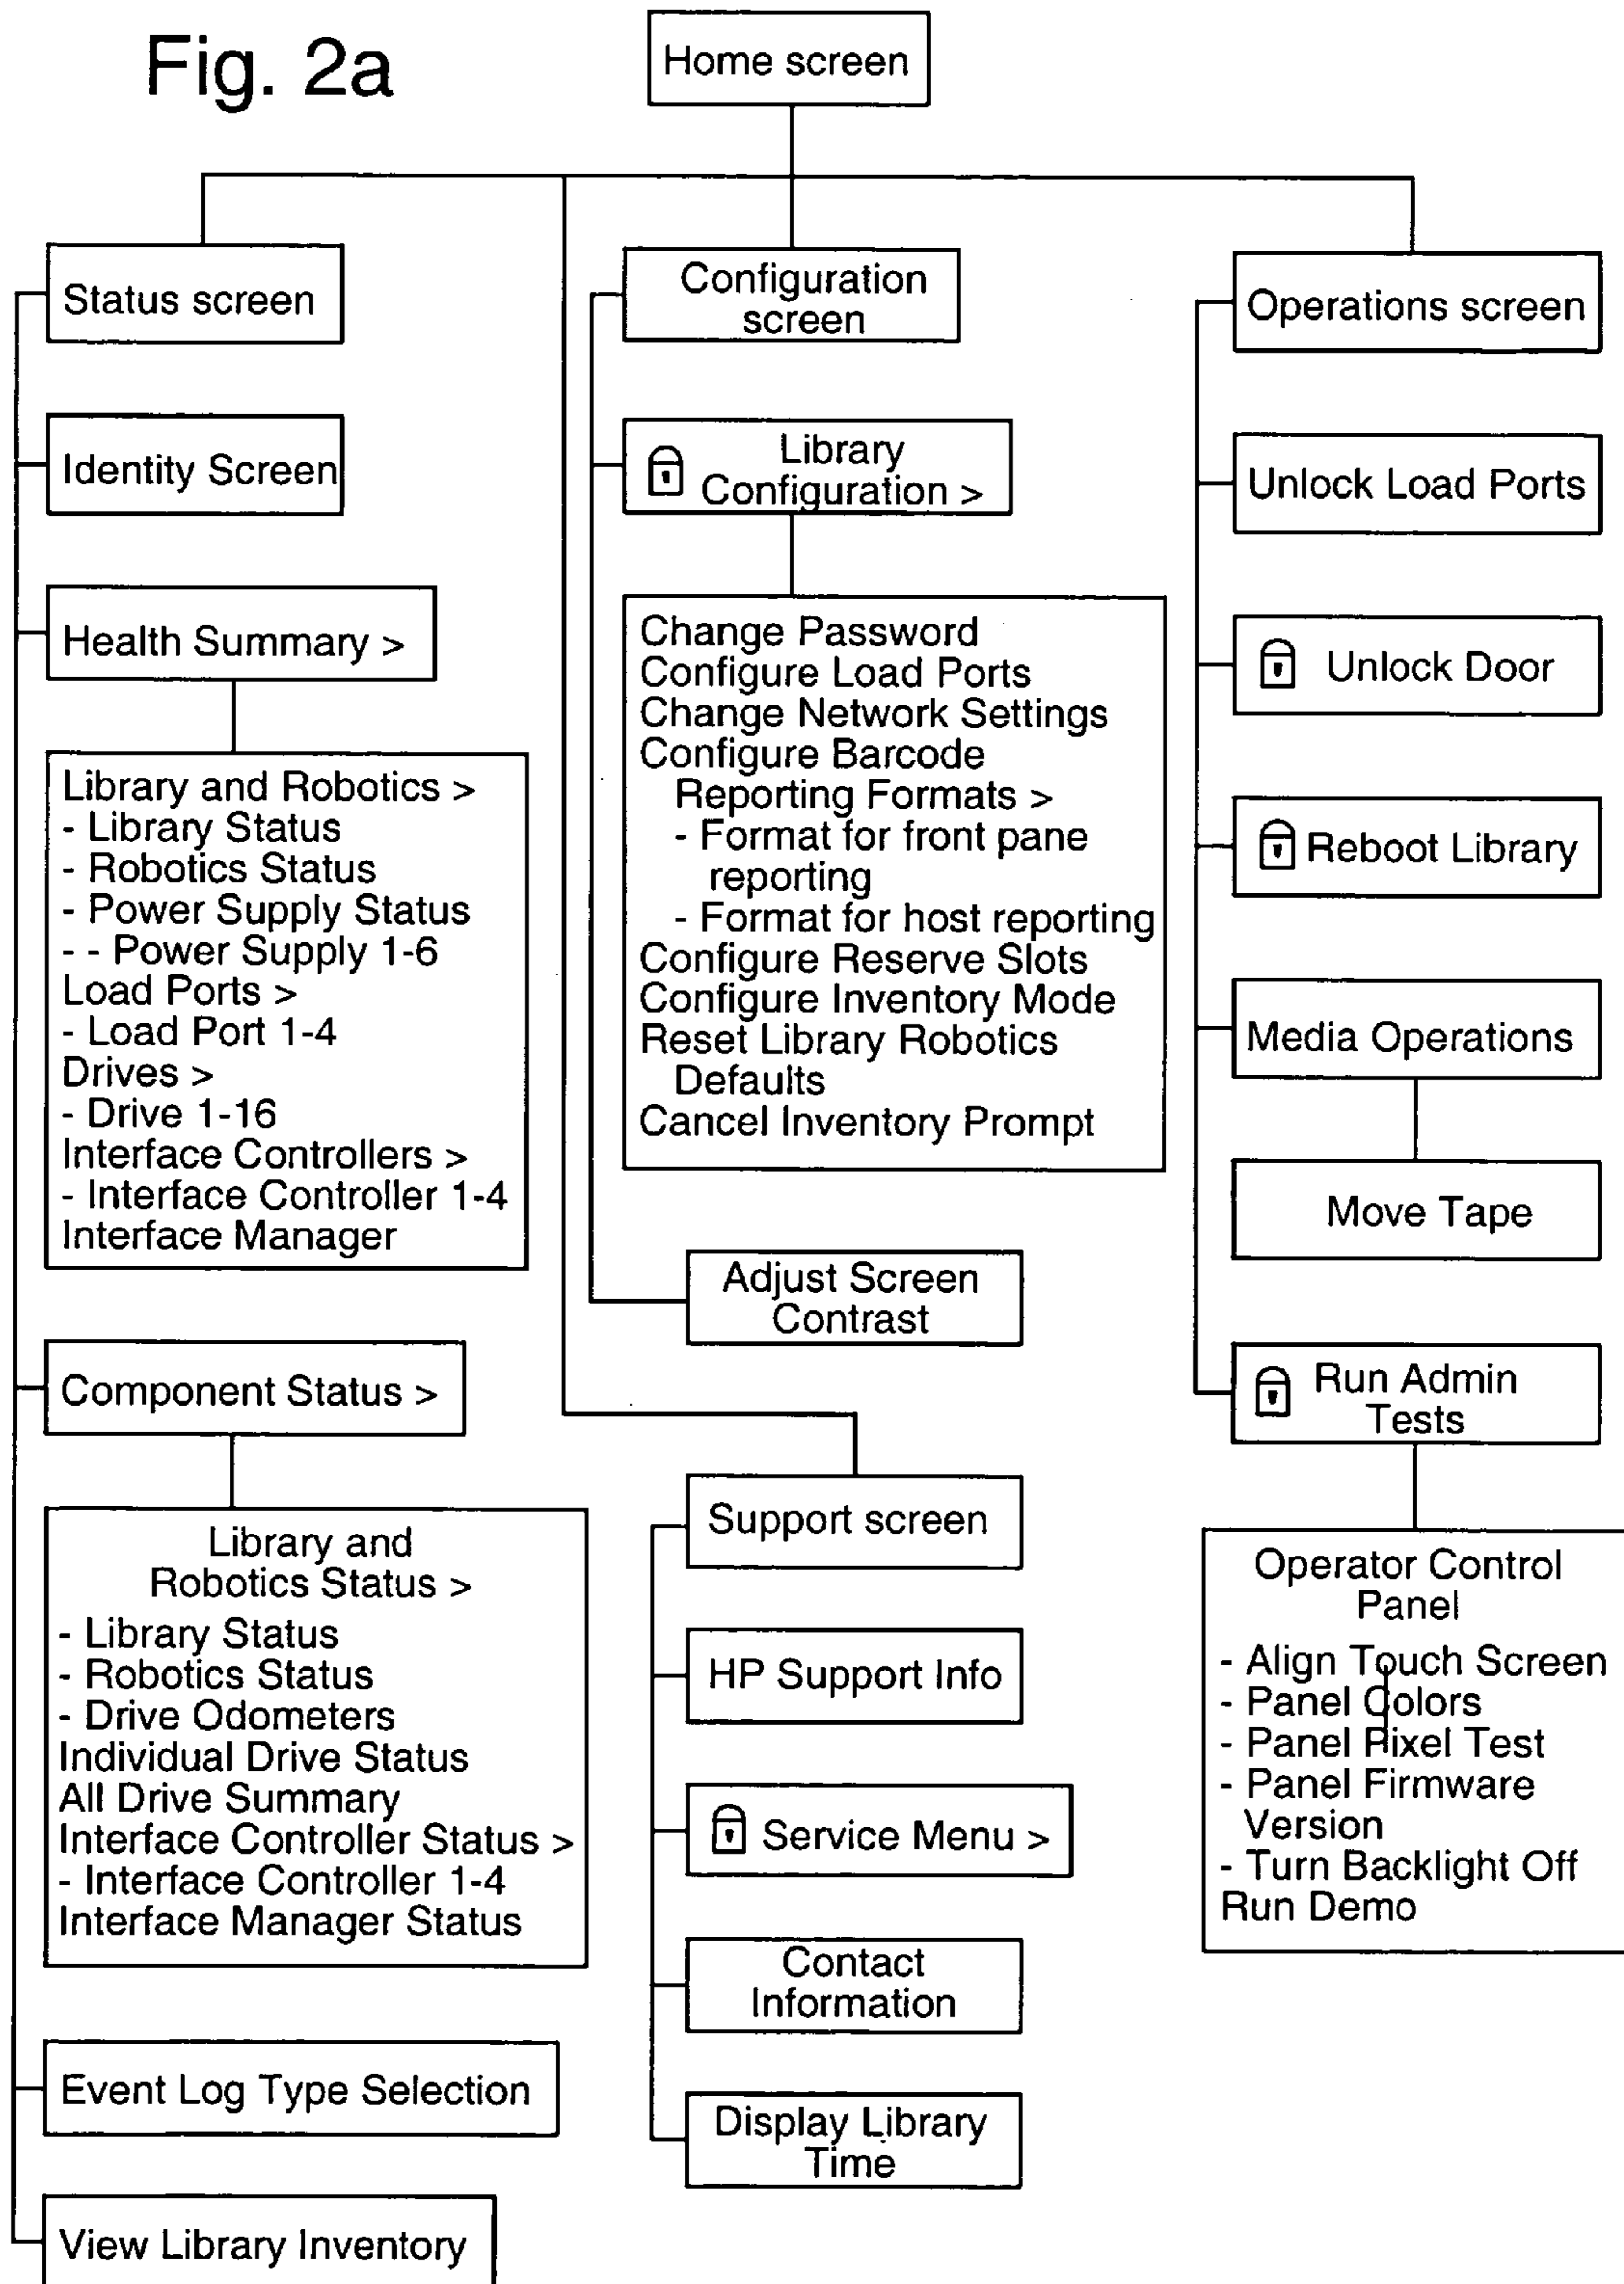 Fig. 2a
Home screen
Status screen
Identity Screen
Health Summary >
Library and Robotics >
- Library Status
- Robotics Status
- Power Supply Status
- - Power Supply 1-6
Load Ports >
- Load Port 1-4
Drives >
- Drive 1-16
Interface Controllers >
- Interface Controller 1-4
Interface Manager
Component Status >
Library and
Robotics Status >
- Library Status
- Robotics Status
- Drive Odometers
Individual Drive Status
All Drive Summary
Interface Controller Status >
- Interface Controller 1-4
Interface Manager Status
Event Log Type Selection
View Library Inventory
Configuration
screen
Library
Configuration >
Change Password
Configure Load Ports
Change Network Settings
Configure Barcode
Reporting Formats >
- Format for front pane
reporting
- Format for host reporting
Configure Reserve Slots
Configure Inventory Mode
Reset Library Robotics
Defaults
Cancel Inventory Prompt
Adjust Screen
Contrast
Support screen
HP Support Info
Service Menu >
Contact
Information
Display Library
Time
Operations screen
Unlock Load Ports
Unlock Door
Reboot Library
Media Operations
Move Tape
Run Admin
Tests
Operator Control
Panel
- Align Touch Screen
- Panel Colors
- Panel Pixel Test
- Panel Firmware
Version
- Turn Backlight Off
Run Demo